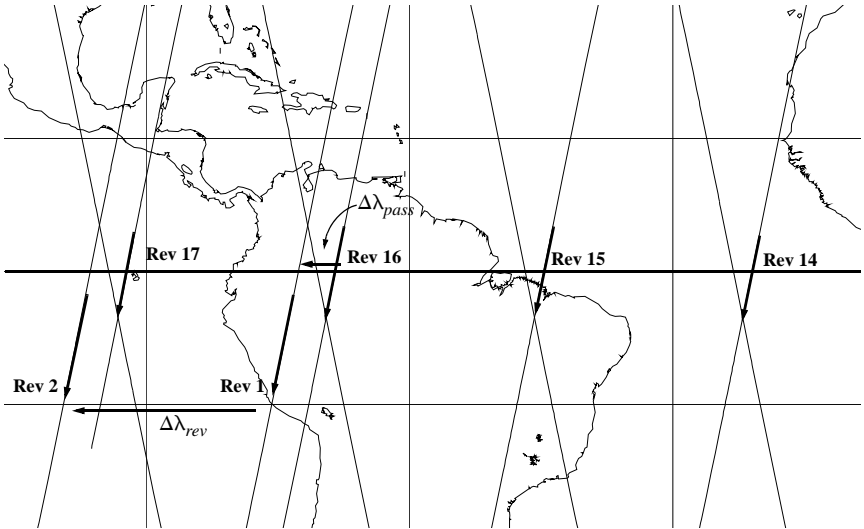 Δλpass
Rev 17
Rev 16
Rev 15
Rev 14
Rev 2
Rev 1
Δλrev